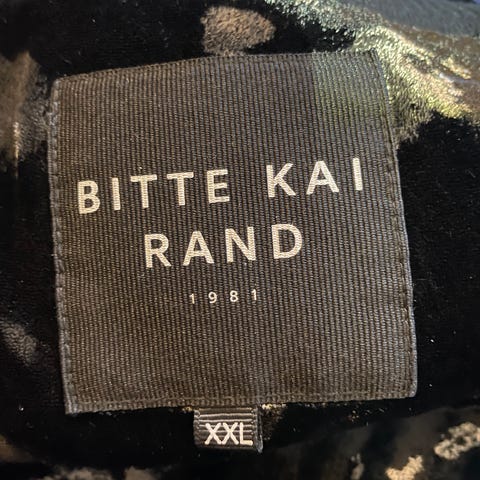 BITTE KAI
RAND
1981
XXL